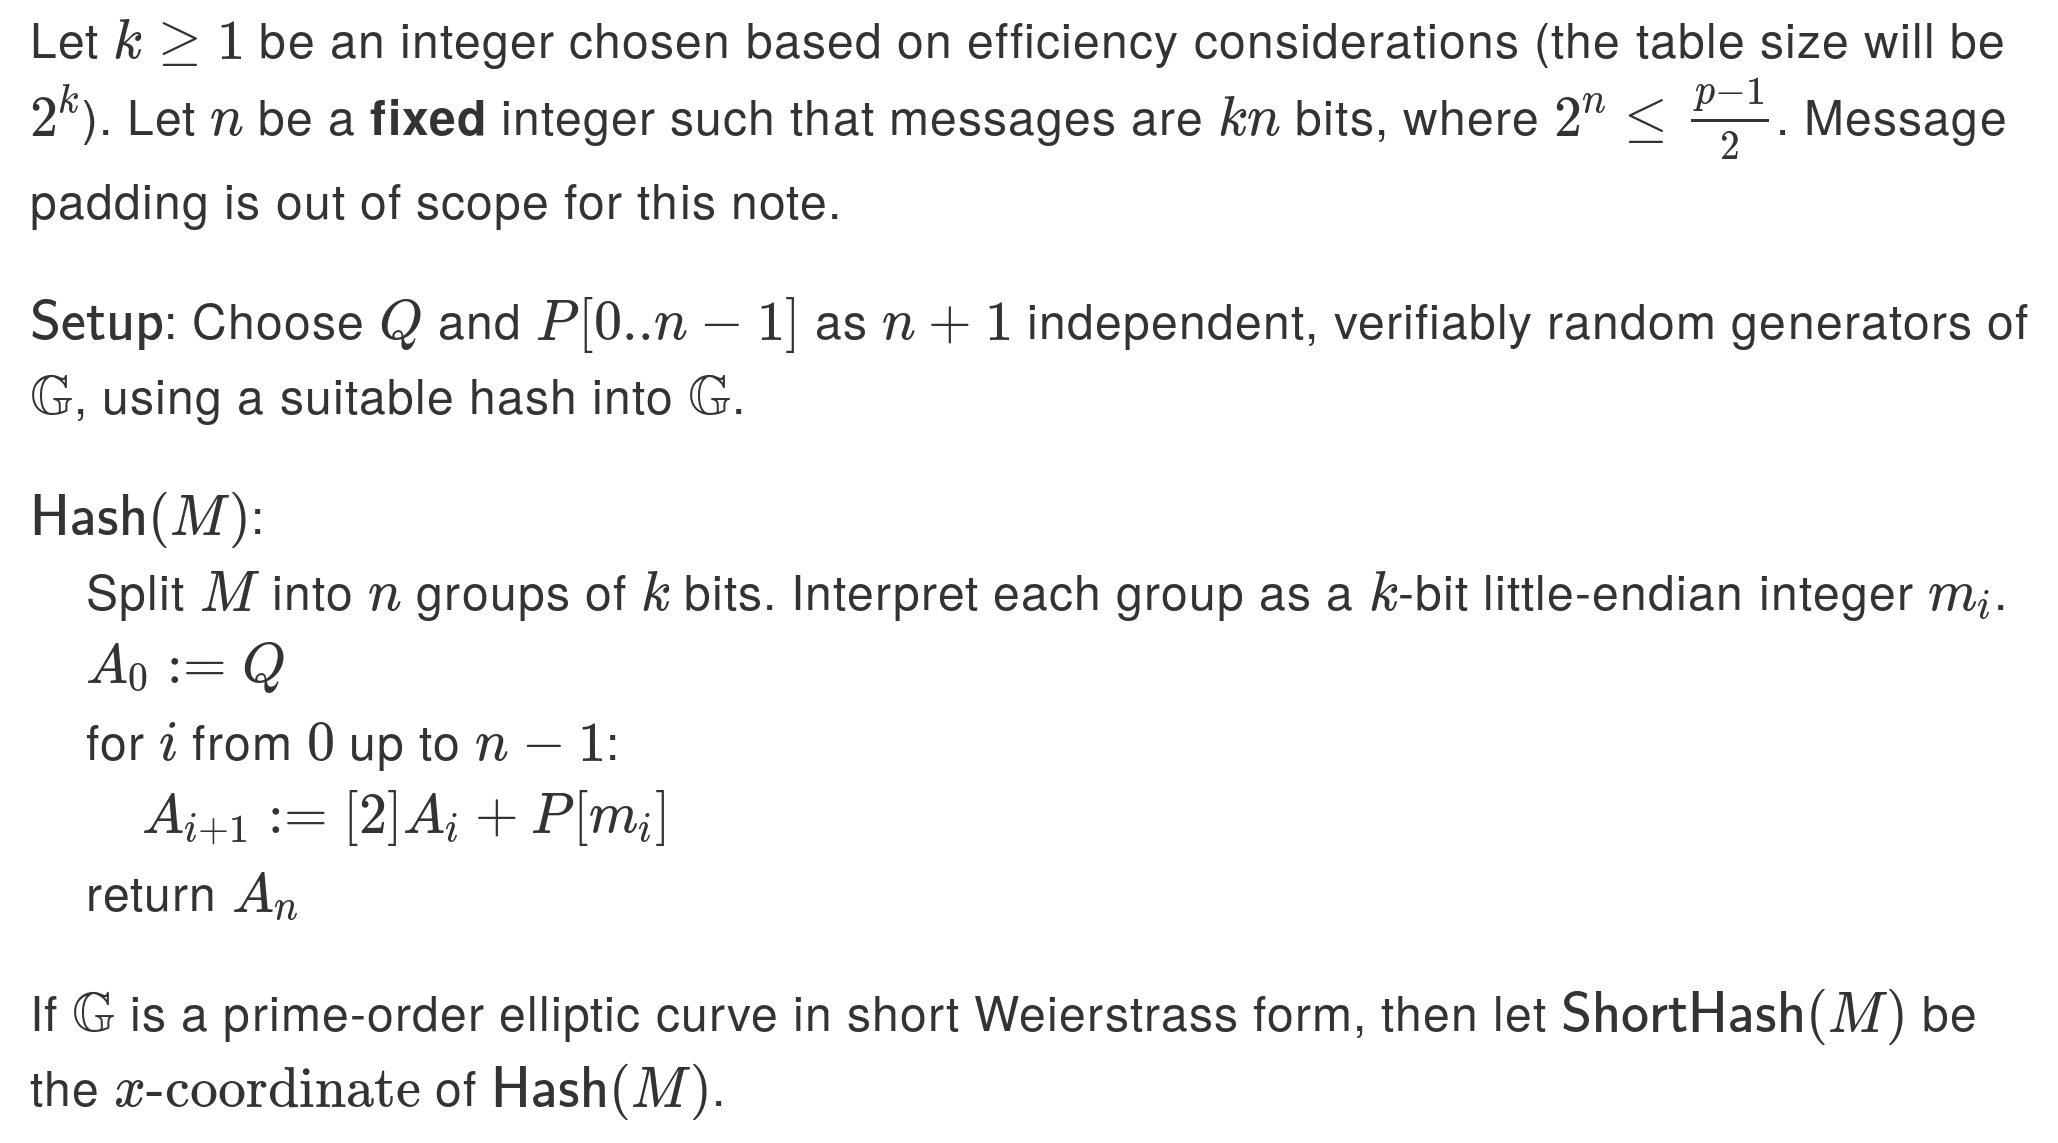 Let $k \geq 1$ be an integer chosen based on efficiency considerations (the table size will be
$2^k$). Let $n$ be a **fixed** integer such that messages are $kn$ bits, where $2^n \leq \frac{p-1}{2}$. Message
padding is out of scope for this note.
Setup: Choose $Q$ and $P[0..n-1]$ as $n+1$ independent, verifiably random generators of
$\mathbb{G}$, using a suitable hash into $\mathbb{G}$.
Hash$(M)$:
Split $M$ into $n$ groups of $k$ bits. Interpret each group as a $k$-bit little-endian integer $m_i$.
$A_0 := Q$
for $i$ from $0$ up to $n-1$:
$A_{i+1} := [2]A_i + P[m_i]$
return $A_n$
If $\mathbb{G}$ is a prime-order elliptic curve in short Weierstrass form, then let ShortHash$(M)$ be
the $x$-coordinate of Hash$(M)$.